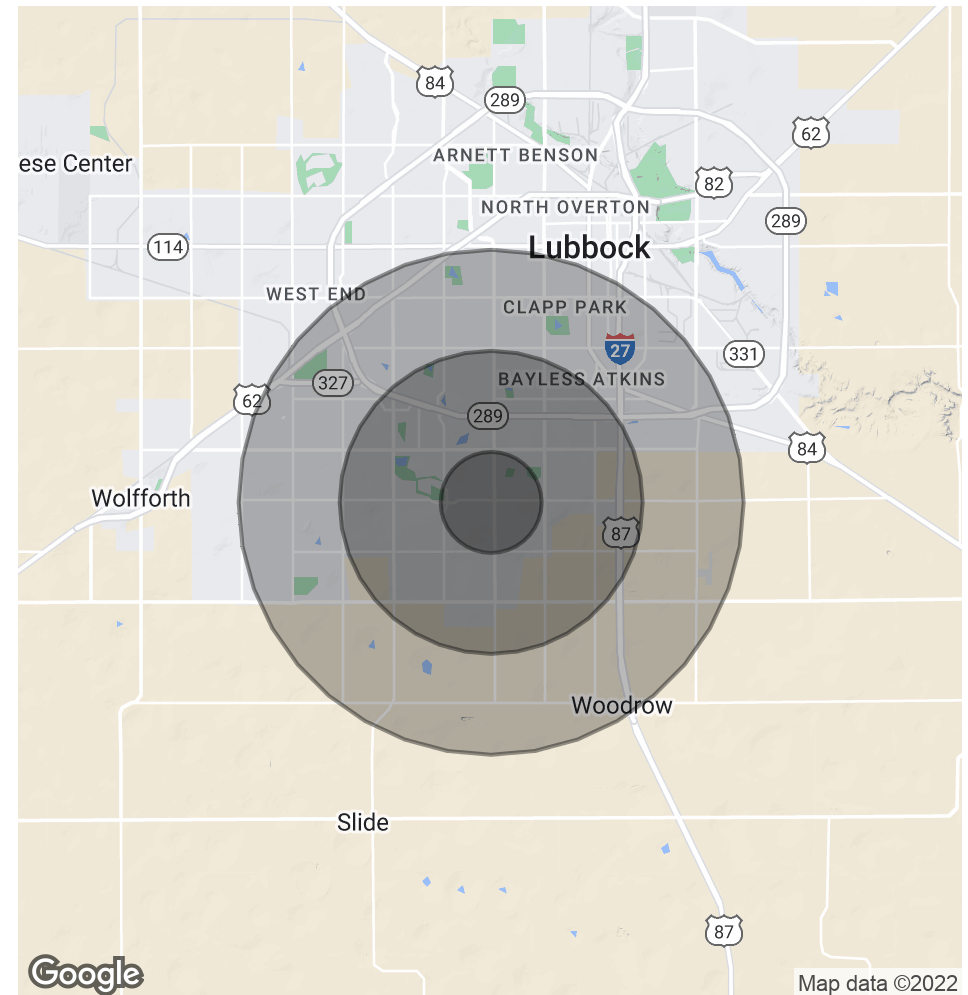 84
289
62
ARNETT BENSON
ese Center
82
NORTH OVERTON
289
114
Lubbock
WEST END
CLAPP PARK
27
331
BAYLESS ATKINS
327
62
289
84
Wolfforth
87
Woodrow
Slide
87
Google
Map data ©2022